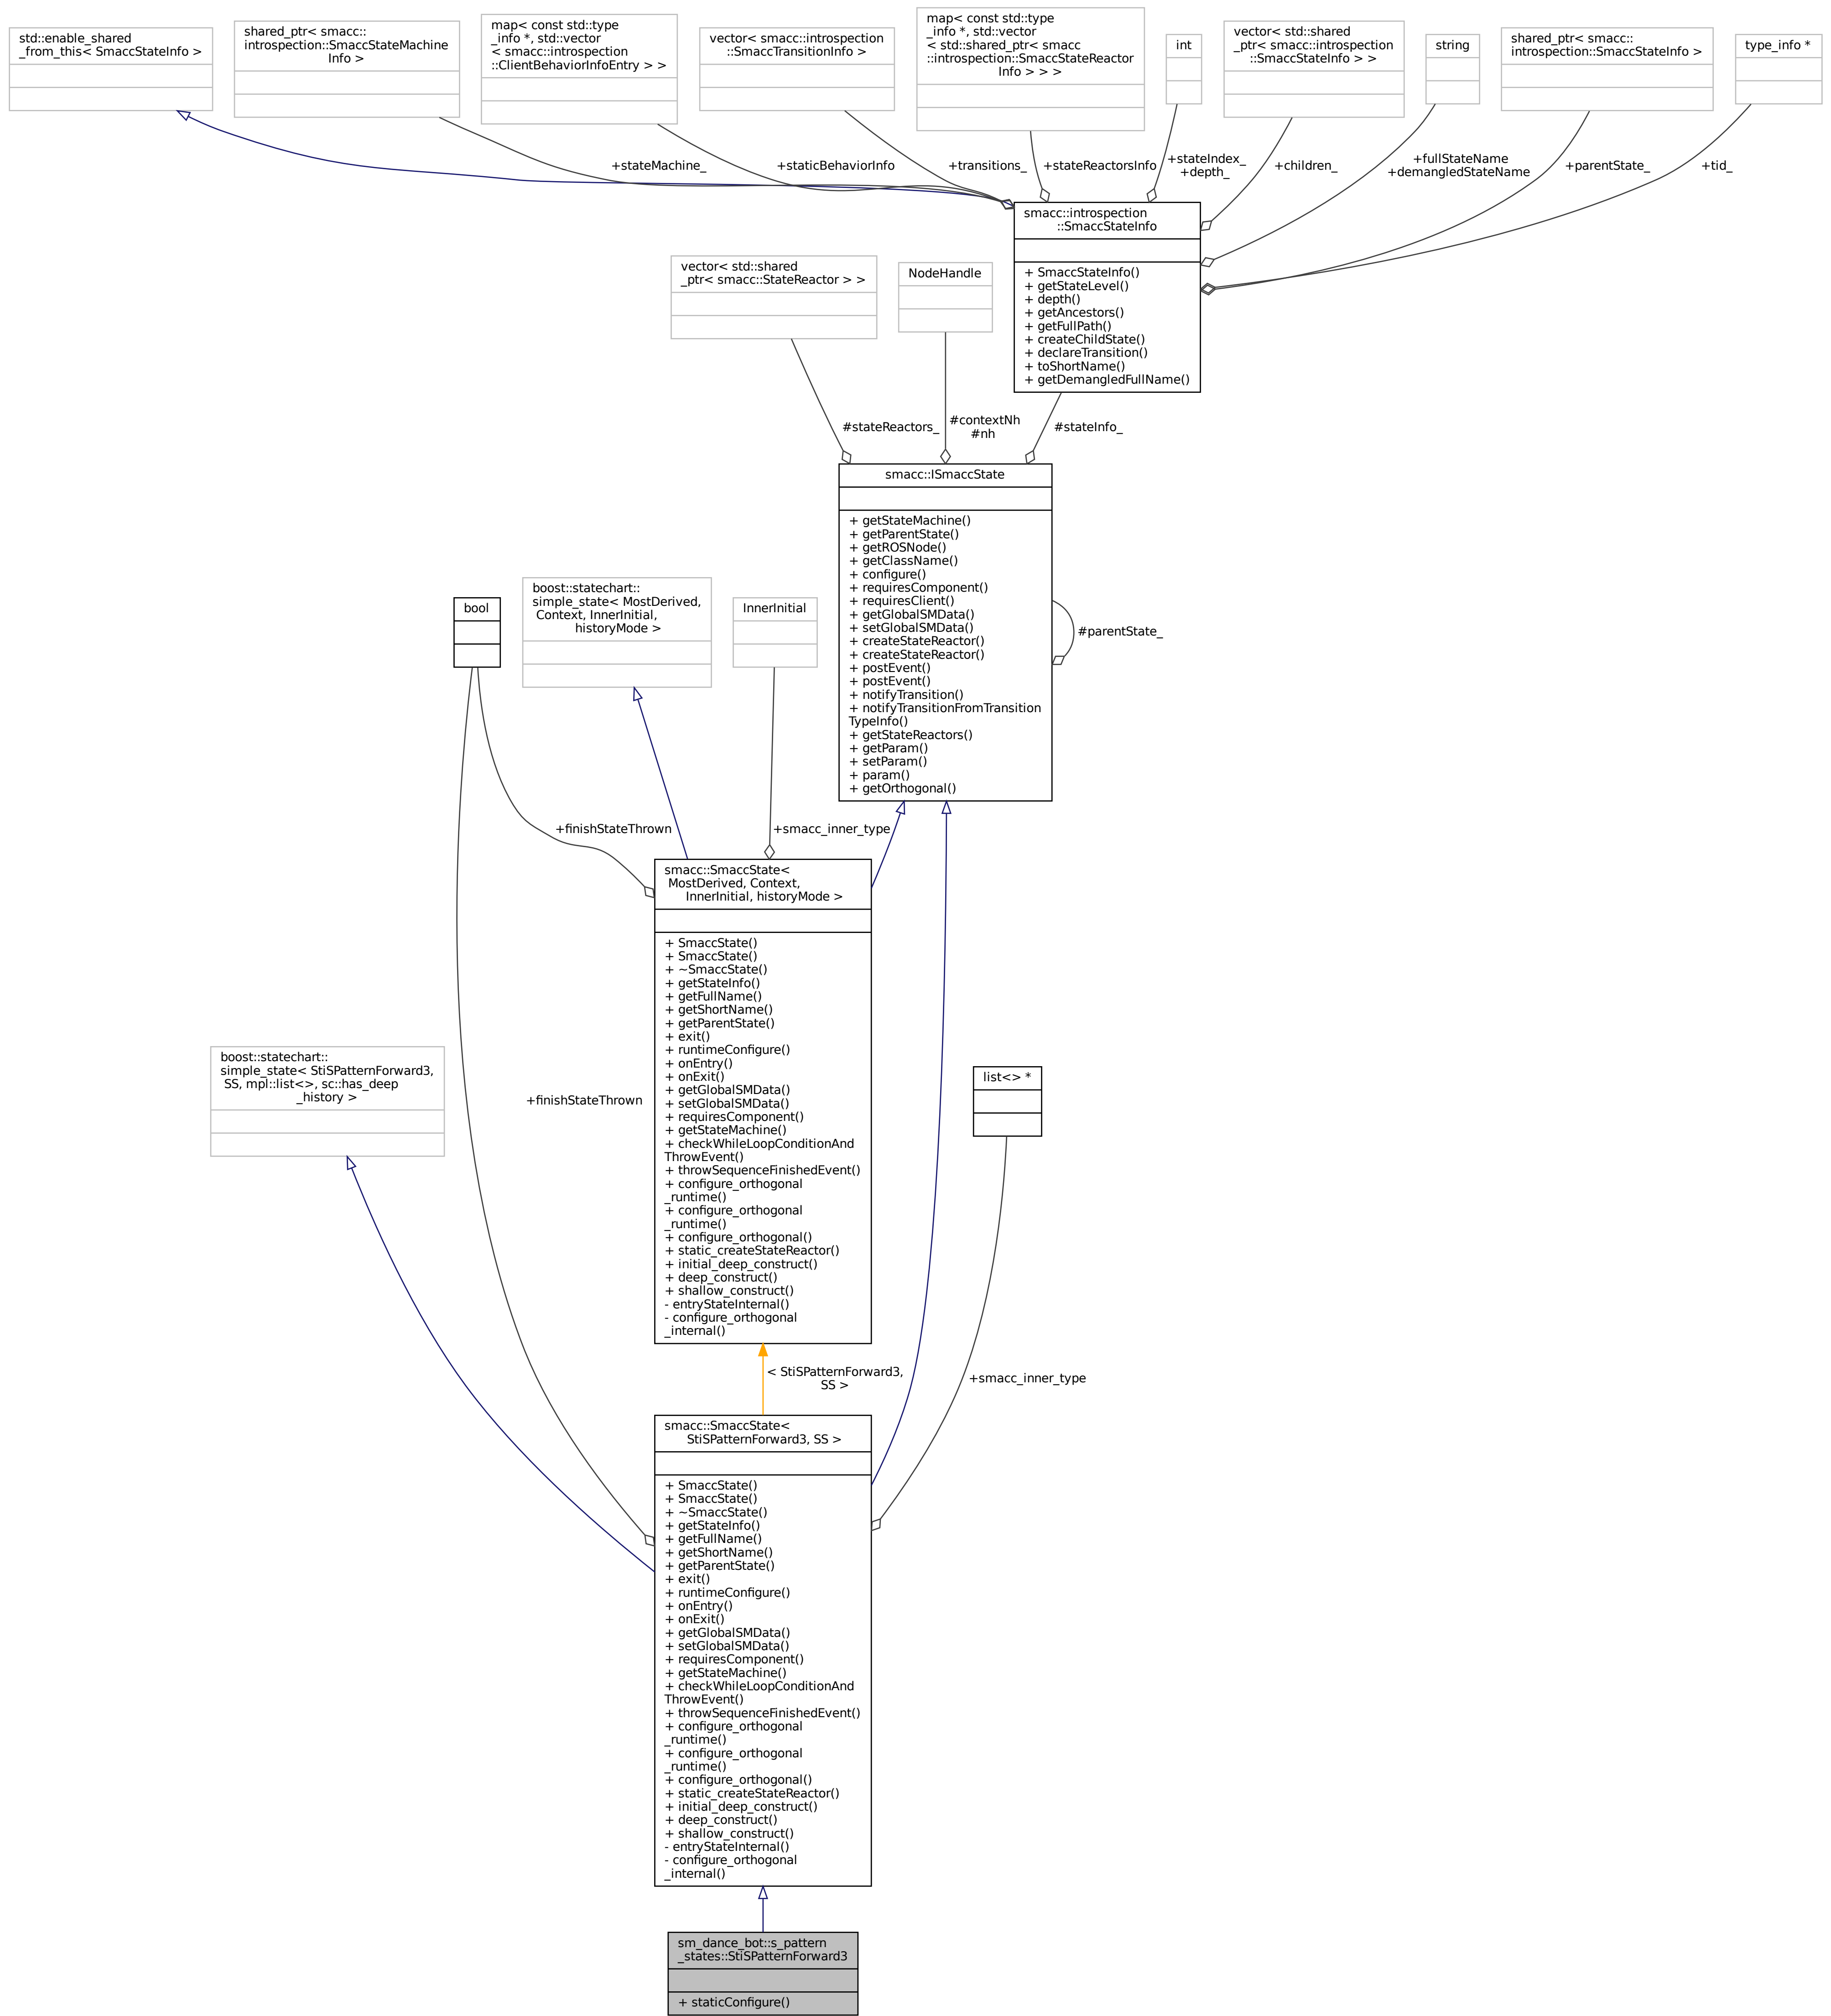 std::enable_shared
_from_this< SmaccStateInfo >
shared_ptr< smacc::
introspection::SmaccStateMachine
Info >
map< const std::type
_info *, std::vector
< smacc::introspection
::ClientBehaviorInfoEntry > >
vector< smacc::introspection
::SmaccTransitionInfo >
map< const std::type
_info *, std::vector
< std::shared_ptr< smacc
::introspection::SmaccStateReactor
Info > > >
int
vector< std::shared
_ptr< smacc::introspection
::SmaccStateInfo > >
string
shared_ptr< smacc::
introspection::SmaccStateInfo >
type_info *
+stateMachine_
+staticBehaviorInfo
+transitions_
+stateReactorsInfo
+stateIndex_
+depth_
+children_
+fullStateName
+demangledStateName
+parentState_
+tid_
smacc::introspection
::SmaccStateInfo
+ SmaccStateInfo()
+ getStateLevel()
+ depth()
+ getAncestors()
+ getFullPath()
+ createChildState()
+ declareTransition()
+ toShortName()
+ getDemangledFullName()
vector< std::shared
_ptr< smacc::StateReactor > >
NodeHandle
#stateReactors_
#contextNh
#nh
#stateInfo_
smacc::ISmaccState
+ getStateMachine()
+ getParentState()
+ getROSNode()
+ getClassName()
+ configure()
+ requiresComponent()
+ requiresClient()
+ getGlobalSMData()
+ setGlobalSMData()
+ createStateReactor()
+ createStateReactor()
+ postEvent()
+ postEvent()
+ notifyTransition()
+ notifyTransitionFromTransition
TypeInfo()
+ getStateReactors()
+ getParam()
+ setParam()
+ param()
+ getOrthogonal()
#parentState_
bool
boost::statechart::
simple_state< MostDerived,
Context, InnerInitial,
historyMode >
InnerInitial
+finishStateThrown
+smacc_inner_type
smacc::SmaccState<
MostDerived, Context,
InnerInitial, historyMode >
+ SmaccState()
+ SmaccState()
+ ~SmaccState()
+ getStateInfo()
+ getFullName()
+ getShortName()
+ getParentState()
+ exit()
+ runtimeConfigure()
+ onEntry()
+ onExit()
+ getGlobalSMData()
+ setGlobalSMData()
+ requiresComponent()
+ getStateMachine()
+ checkWhileLoopConditionAnd
ThrowEvent()
+ throwSequenceFinishedEvent()
+ configure_orthogonal
_runtime()
+ configure_orthogonal
_runtime()
+ configure_orthogonal()
+ static_createStateReactor()
+ initial_deep_construct()
+ deep_construct()
+ shallow_construct()
- entryStateInternal()
- configure_orthogonal
_internal()
boost::statechart::
simple_state< StiSPatternForward3,
SS, mpl::list<>, sc::has_deep
_history >
+finishStateThrown
list<> *
< StiSPatternForward3,
SS >
+smacc_inner_type
smacc::SmaccState<
StiSPatternForward3, SS >
+ SmaccState()
+ SmaccState()
+ ~SmaccState()
+ getStateInfo()
+ getFullName()
+ getShortName()
+ getParentState()
+ exit()
+ runtimeConfigure()
+ onEntry()
+ onExit()
+ getGlobalSMData()
+ setGlobalSMData()
+ requiresComponent()
+ getStateMachine()
+ checkWhileLoopConditionAnd
ThrowEvent()
+ throwSequenceFinishedEvent()
+ configure_orthogonal
_runtime()
+ configure_orthogonal
_runtime()
+ configure_orthogonal()
+ static_createStateReactor()
+ initial_deep_construct()
+ deep_construct()
+ shallow_construct()
- entryStateInternal()
- configure_orthogonal
_internal()
sm_dance_bot::s_pattern
_states::StiSPatternForward3
+ staticConfigure()